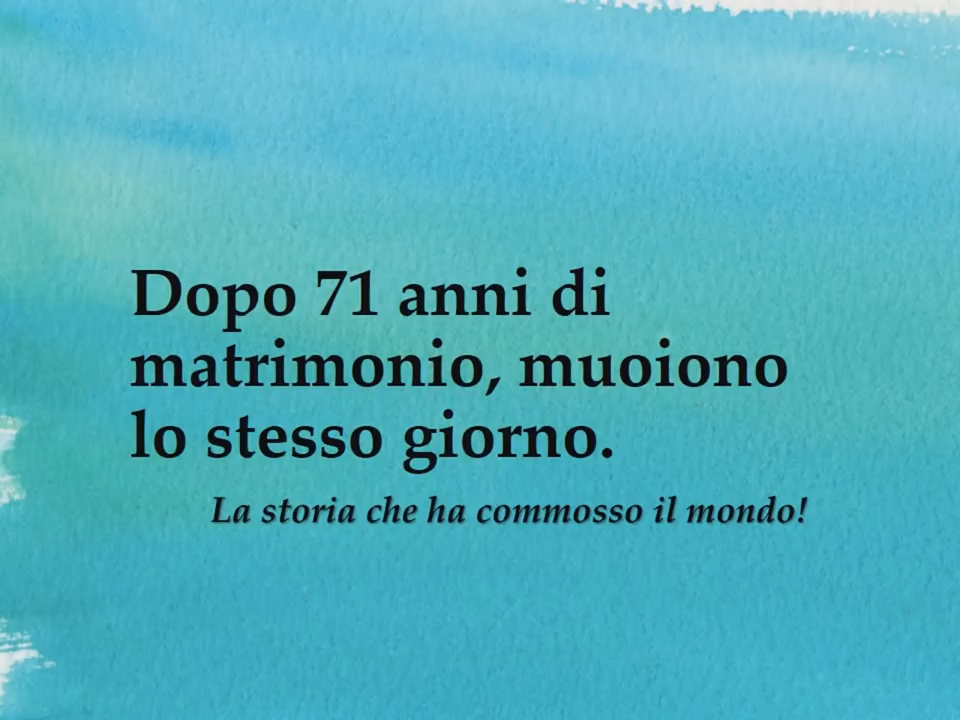 Dopo 71 anni di
matrimonio, muoiono
lo stesso giorno.
La storia che ha commosso il mondo!